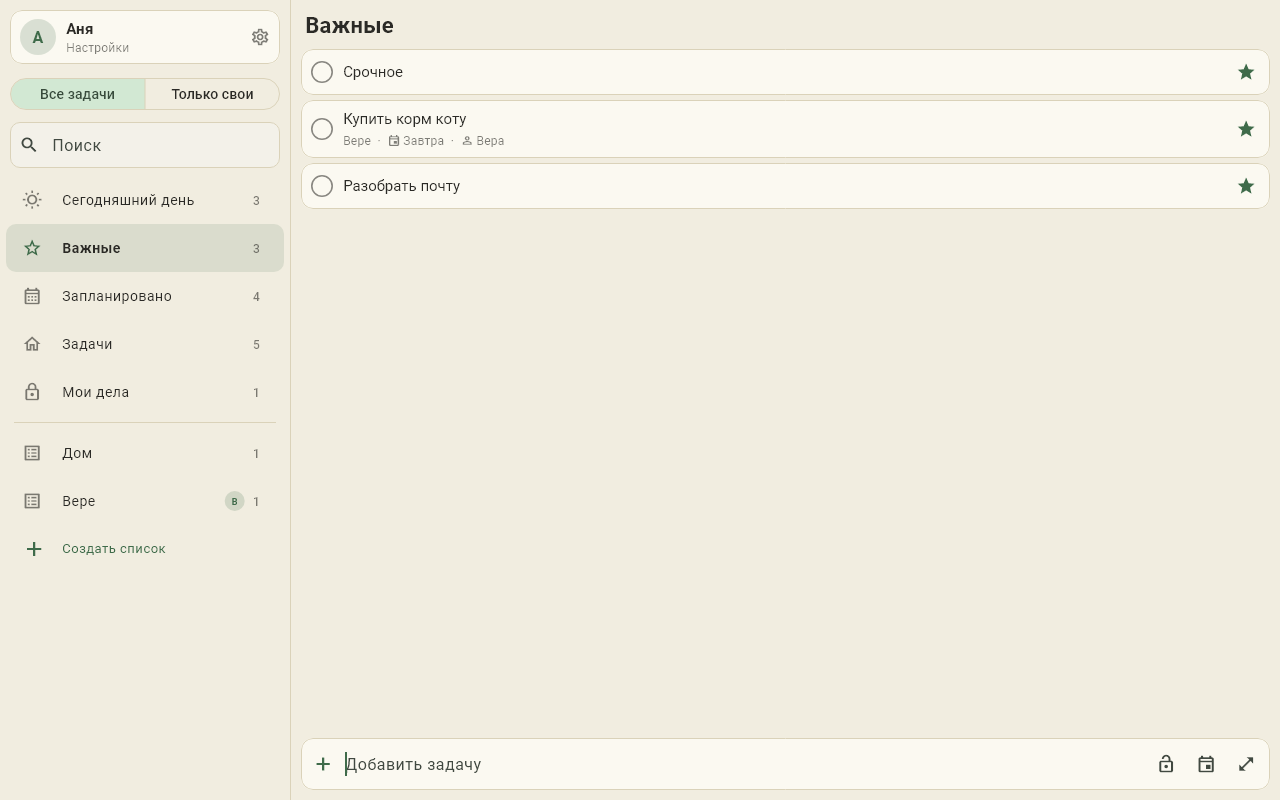 А
Аня
Настройки
Все задачи
Только свои
Поиск
Сегодняшний день 3
Важные 3
Запланировано 4
Задачи 5
Мои дела 1
Дом 1
Вере В 1
Создать список
Важные
Срочное
Купить корм коту
Вере · Завтра · Вера
Разобрать почту
Добавить задачу